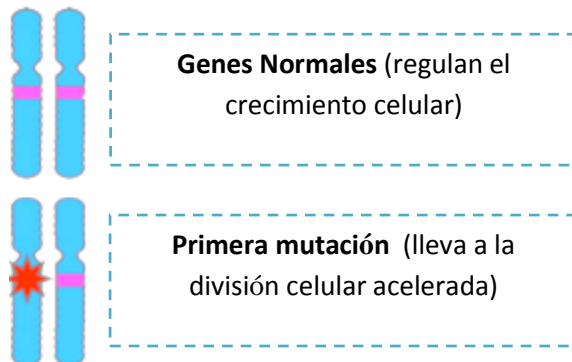 Genes Normales (regulan el
crecimiento celular)
Primera mutación (lleva a la
división celular acelerada)